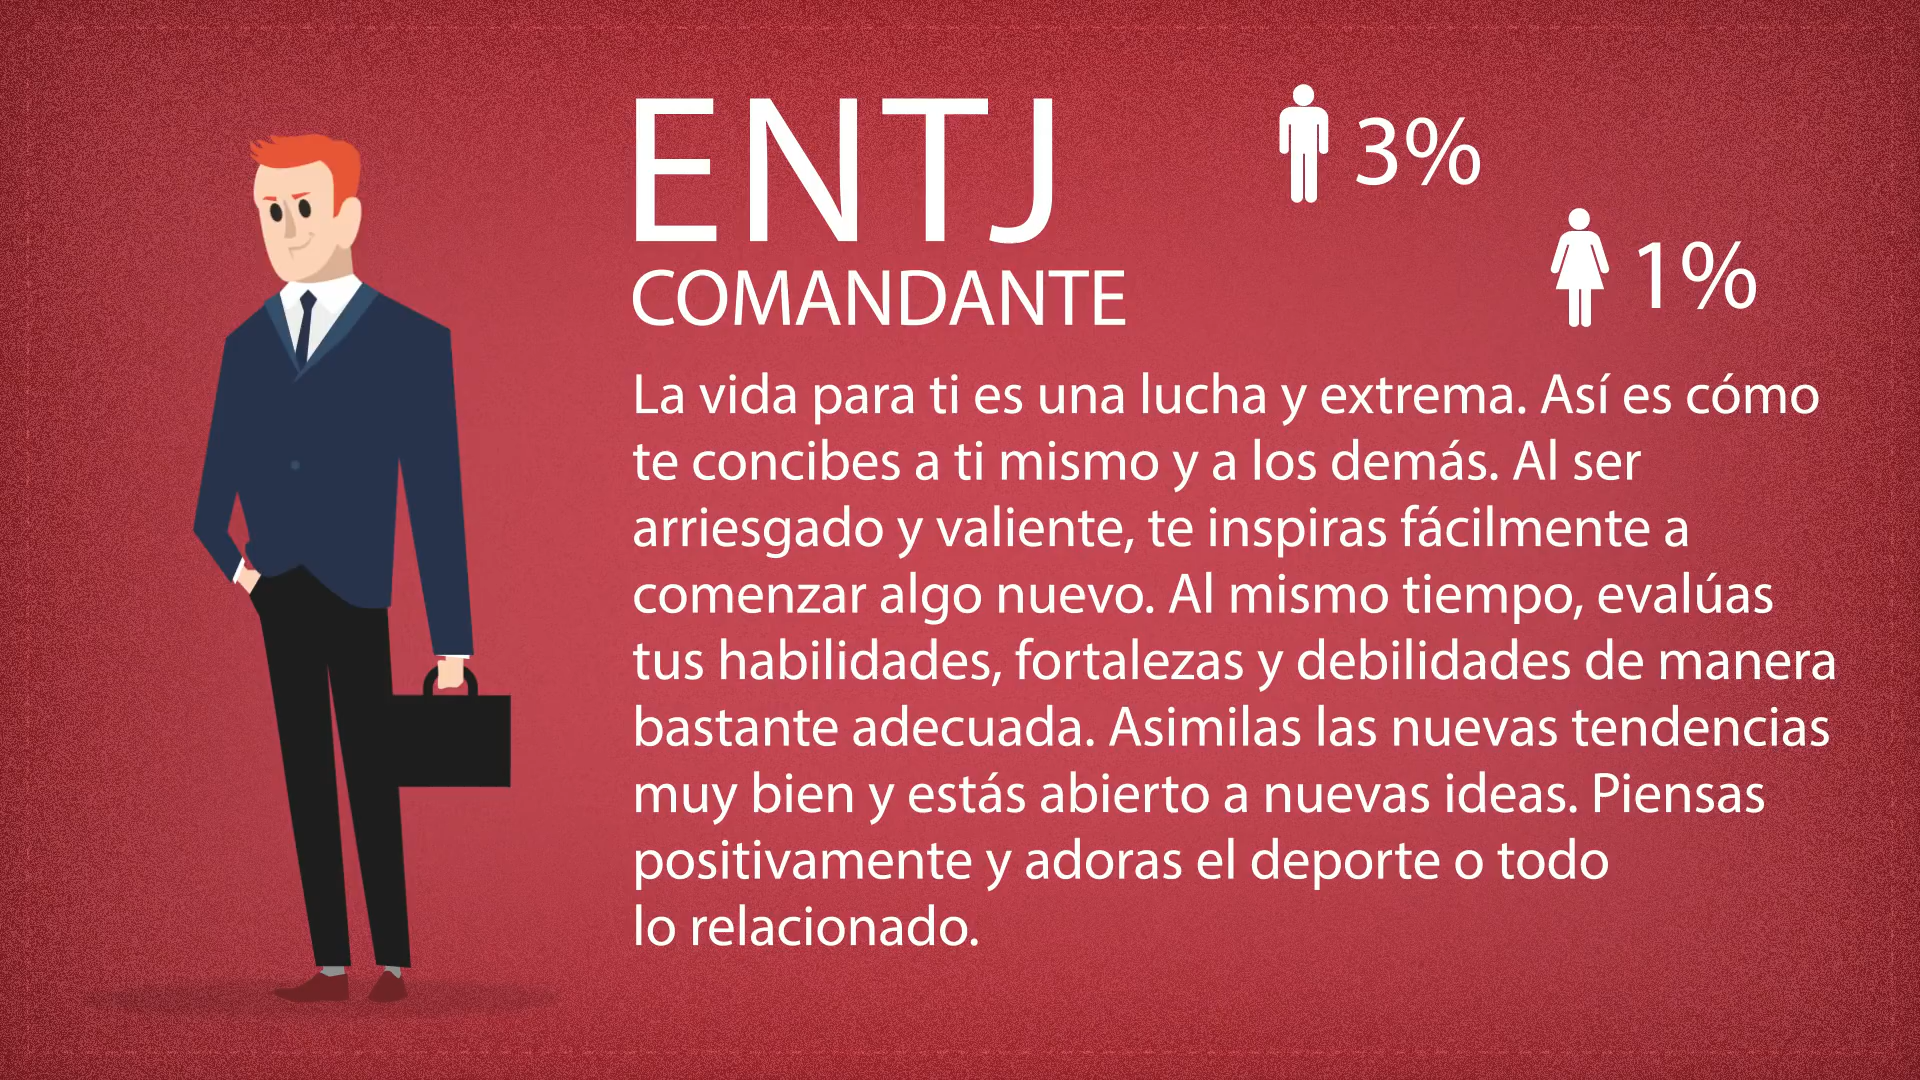 ENTJ
COMANDANTE
3%
1%
La vida para ti es una lucha y extrema. Así es cómo
te concibes a ti mismo y a los demás. Al ser
arriesgado y valiente, te inspiras fácilmente a
comenzar algo nuevo. Al mismo tiempo, evalúas
tus habilidades, fortalezas y debilidades de manera
bastante adecuada. Asimilas las nuevas tendencias
muy bien y estás abierto a nuevas ideas. Piensas
positivamente y adoras el deporte o todo
lo relacionado.